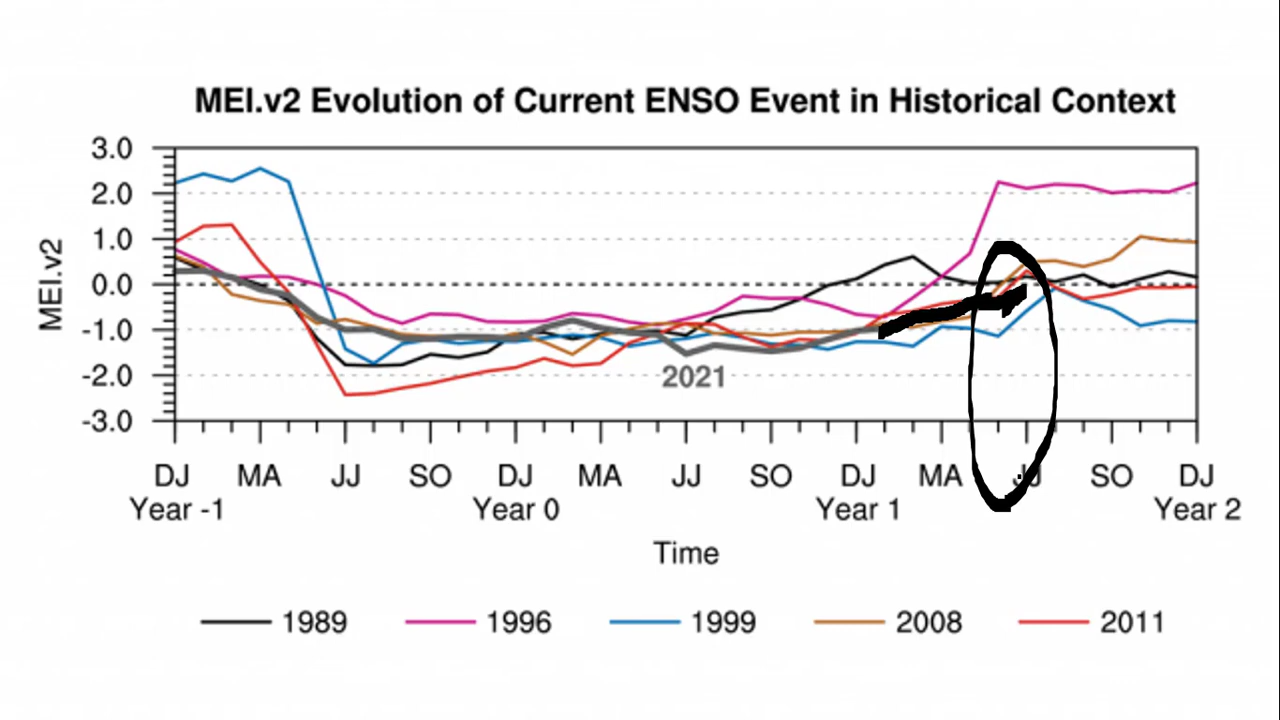 MEI.v2 Evolution of Current ENSO Event in Historical Context
3.0
2.0
1.0
0.0
-1.0
-2.0
-3.0
MEI.v2
2021
DJ MA JJ SO DJ MA JJ SO DJ MA JJ SO DJ
Year -1 Year 0 Year 1 Year 2
Time
1989 1996 1999 2008 2011